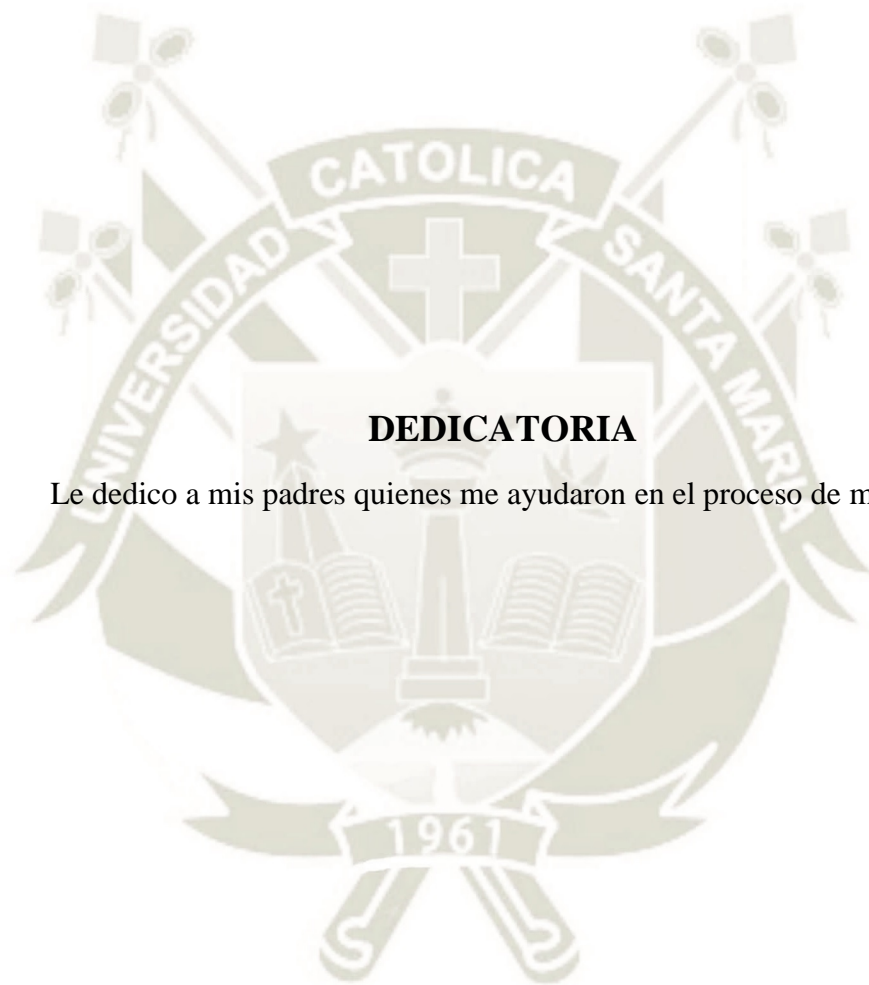 UNIVERSIDAD CATOLICA SANTA MARIA
DEDICATORIA
Le dedico a mis padres quienes me ayudaron en el proceso de
1961